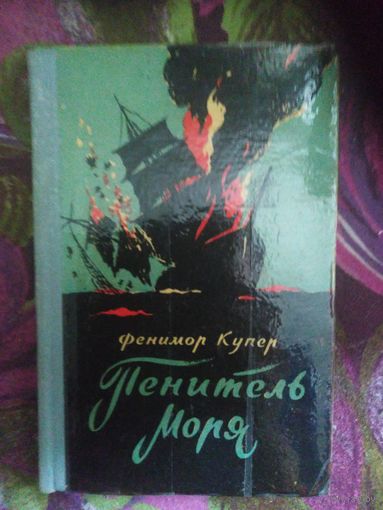 Фенимор Купер
Пенитель
Моря